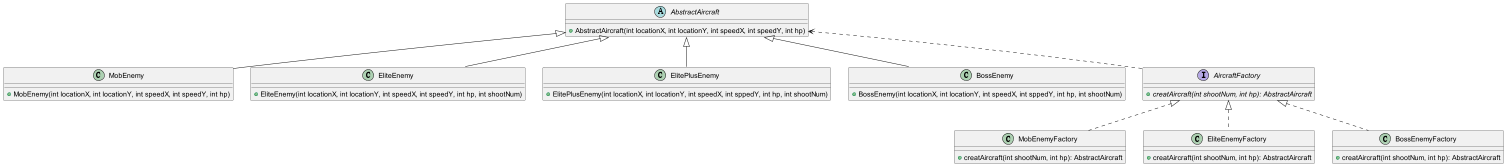 A AbstractAircraft
AbstractAircraft(int locationX, int locationY, int speedX, int speedY, int hp)
C MobEnemy
MobEnemy(int locationX, int locationY, int speedX, int speedY, int hp)
C EliteEnemy
EliteEnemy(int locationX, int locationY, int speedX, int speedY, int hp, int shootNum)
C ElitePlusEnemy
ElitePlusEnemy(int locationX, int locationY, int speedX, int sppedY, int hp, int shootNum)
C BossEnemy
BossEnemy(int locationX, int locationY, int speedX, int sppedY, int hp, int shootNum)
I AircraftFactory
creatAircraft(int shootNum, int hp): AbstractAircraft
C MobEnemyFactory
creatAircraft(int shootNum, int hp): AbstractAircraft
C EliteEnemyFactory
creatAircraft(int shootNum, int hp): AbstractAircraft
C BossEnemyFactory
creatAircraft(int shootNum, int hp): AbstractAircraft